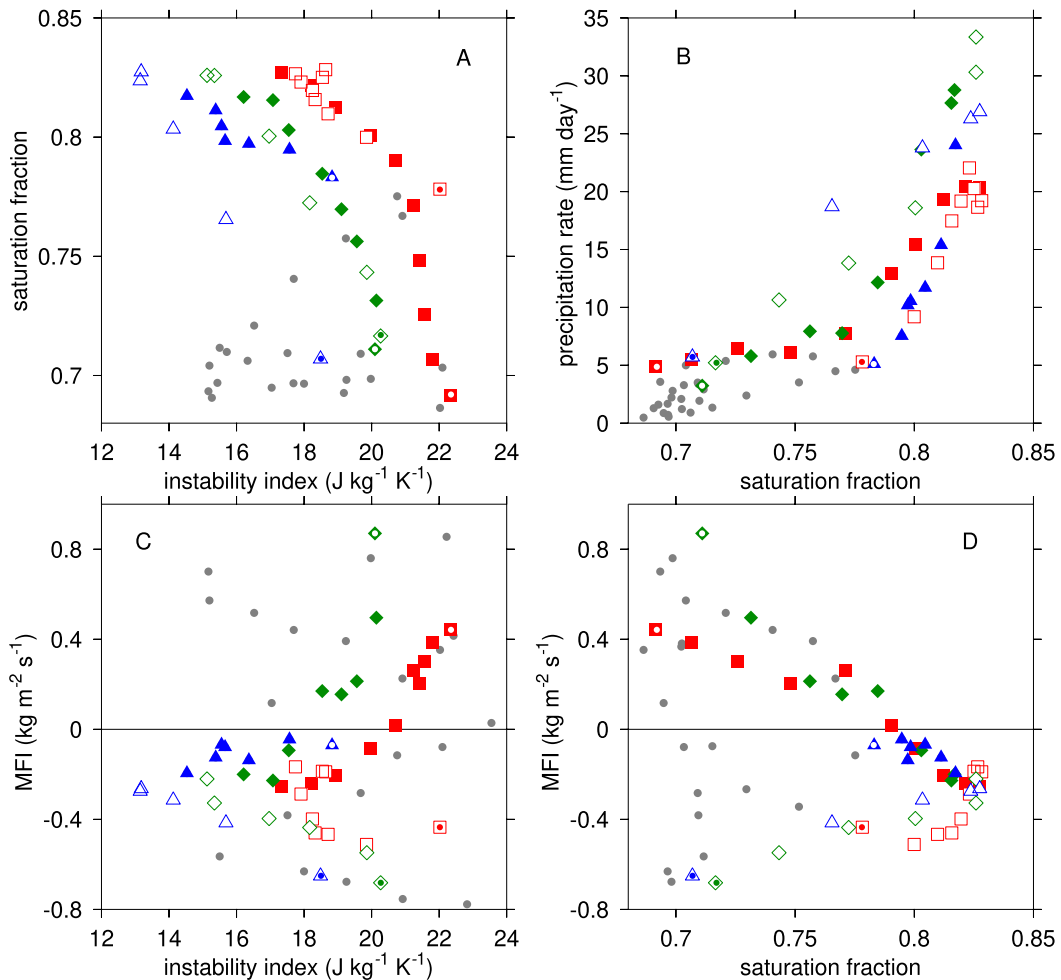 0.85
0.8
0.75
0.7
saturation fraction
A
12 14 16 18 20 22 24
instability index (J kg⁻¹ K⁻¹)
35
30
25
20
15
10
5
0
precipitation rate (mm day⁻¹)
B
0.7 0.75 0.8 0.85
saturation fraction
0.8
0.4
0
-0.4
-0.8
MFI (kg m⁻² s⁻¹)
C
12 14 16 18 20 22 24
instability index (J kg⁻¹ K⁻¹)
0.8
0.4
0
-0.4
-0.8
MFI (kg m⁻² s⁻¹)
D
0.7 0.75 0.8 0.85
saturation fraction